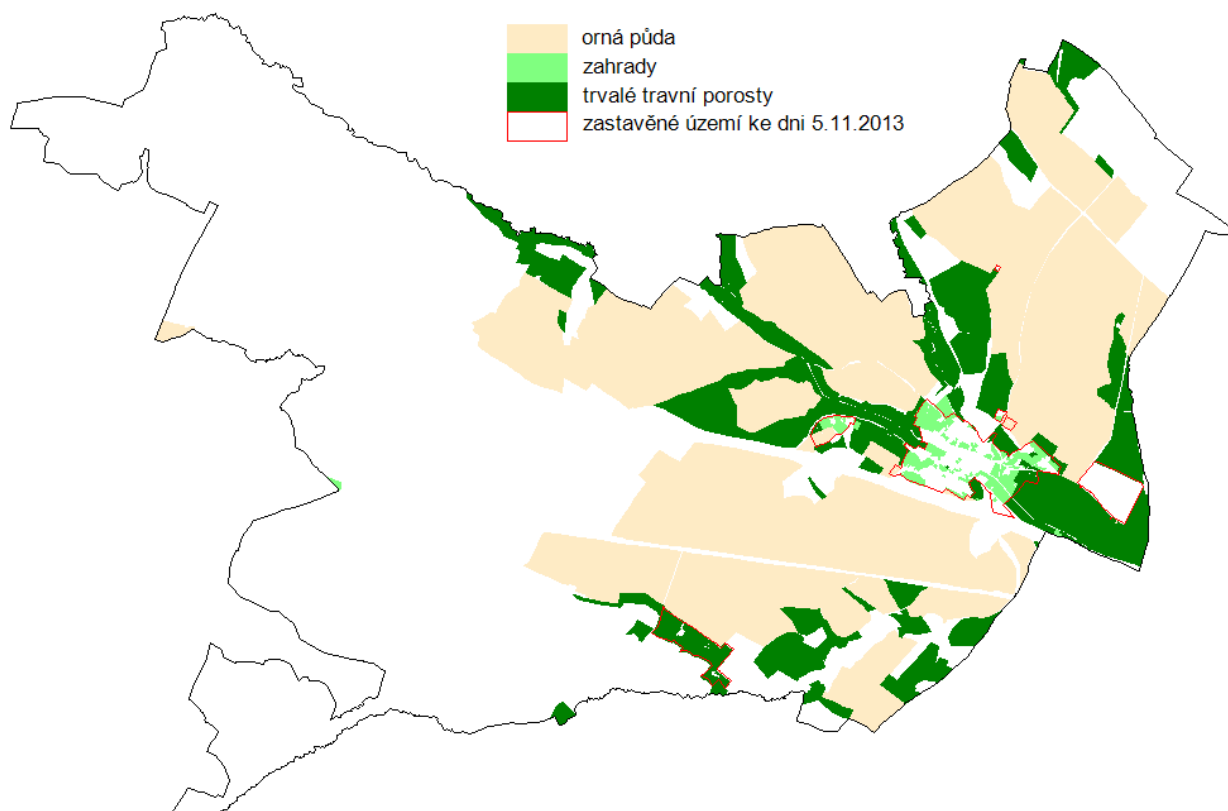 orná půda
zahrady
trvalé travní porosty
zastavěné území ke dni 5.11.2013